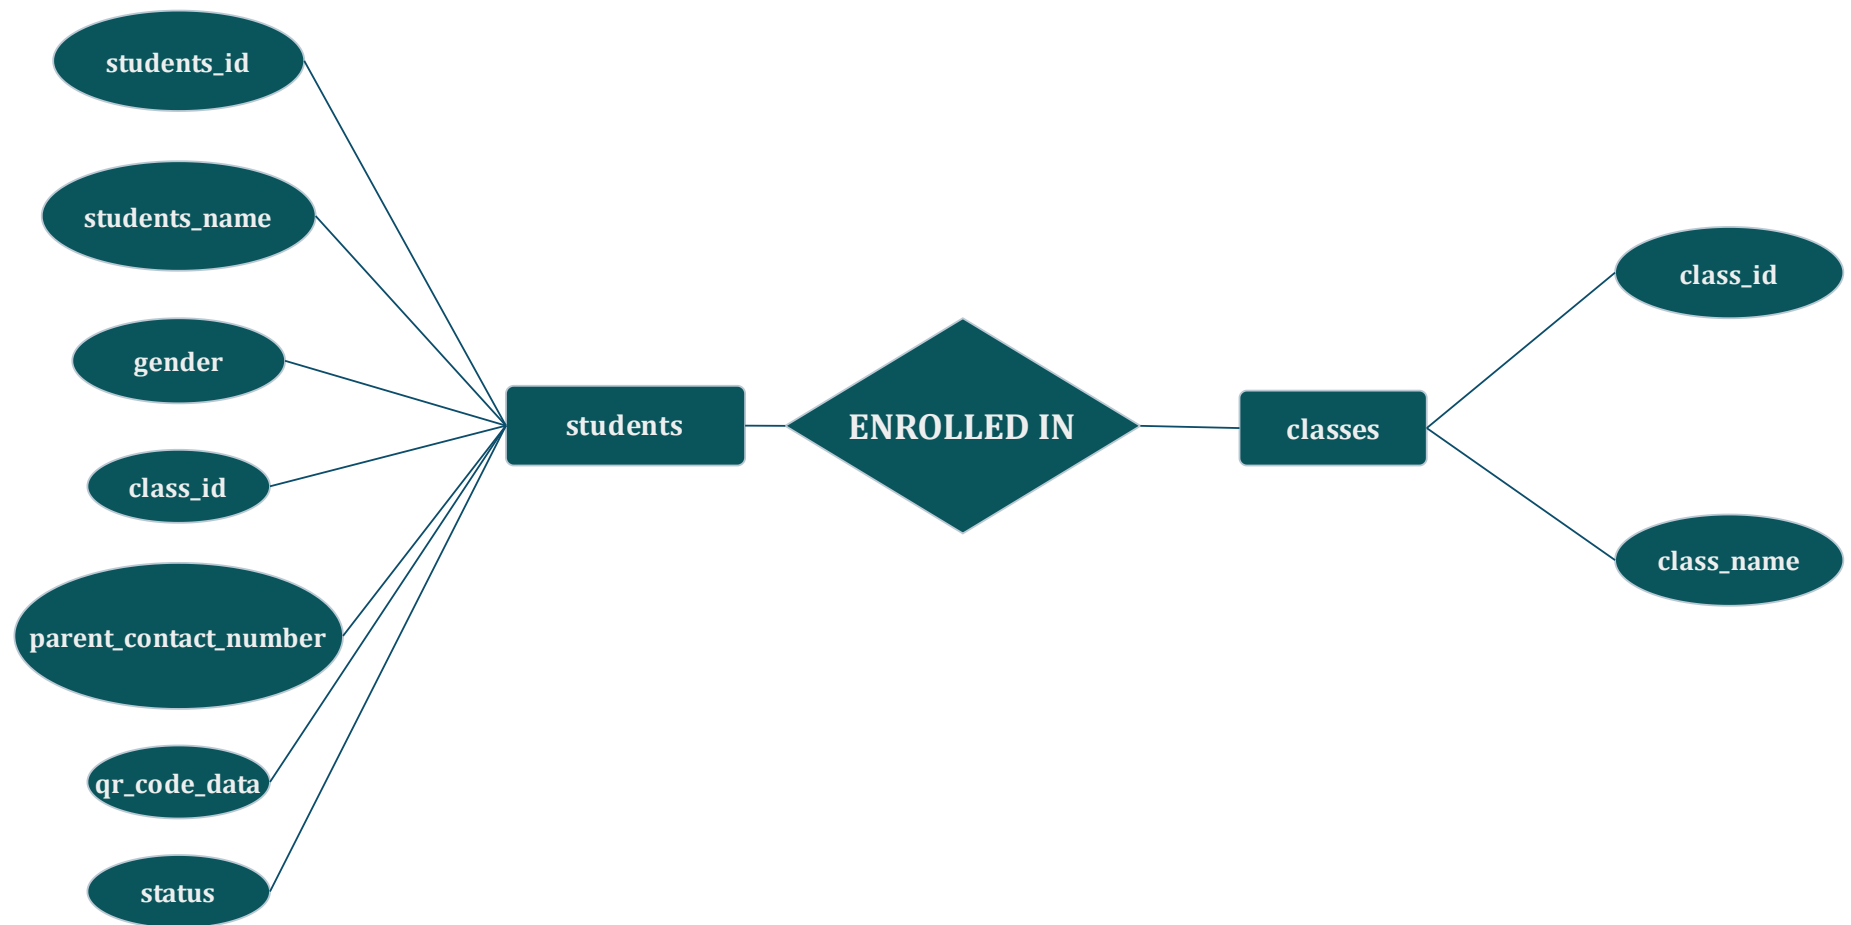 students_id
students_name
gender
class_id
parent_contact_number
qr_code_data
status
students
ENROLLED IN
classes
class_id
class_name